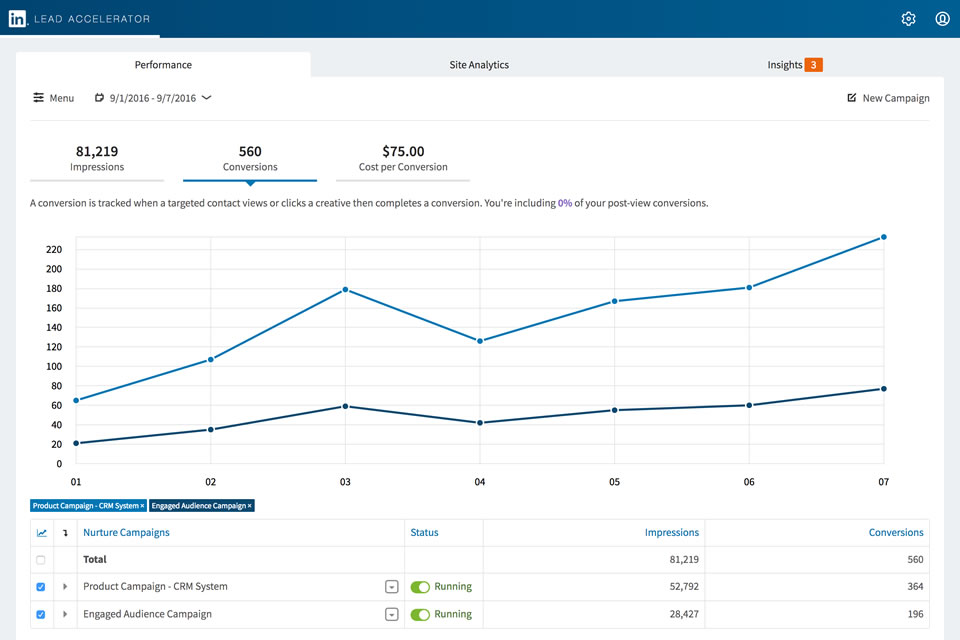 in LEAD ACCELERATOR
Performance Site Analytics Insights 3
Menu 9/1/2016 - 9/7/2016 New Campaign
81,219 560 $75.00
Impressions Conversions Cost per Conversion
A conversion is tracked when a targeted contact views or clicks a creative then completes a conversion. You're including 0% of your post-view conversions.
220
200
180
160
140
120
100
80
60
40
20
0
01 02 03 04 05 06 07
Product Campaign - CRM System × Engaged Audience Campaign ×
Nurture Campaigns Status Impressions Conversions
Total 81,219 560
Product Campaign - CRM System Running 52,792 364
Engaged Audience Campaign Running 28,427 196